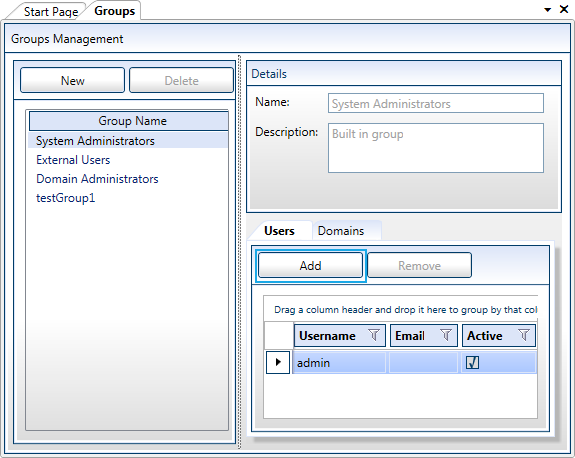 Start Page Groups
Groups Management
New Delete
Group Name
System Administrators
External Users
Domain Administrators
testGroup1
Details
Name: System Administrators
Description: Built in group
Users Domains
Add Remove
Drag a column header and drop it here to group by that col
Username Email Active
admin